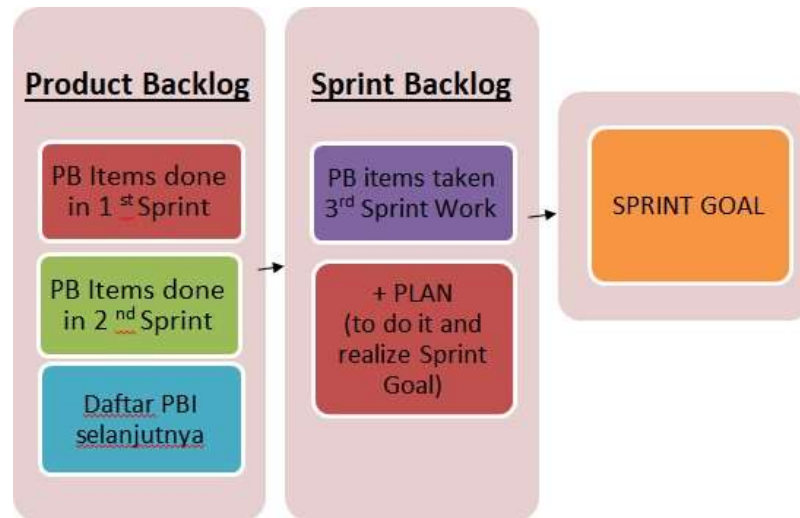 Product Backlog
PB Items done
in 1 st Sprint
PB Items done
in 2 nd Sprint
Daftar PBI
selanjutnya
Sprint Backlog
PB items taken
3rd Sprint Work
+ PLAN
(to do it and
realize Sprint
Goal)
SPRINT GOAL